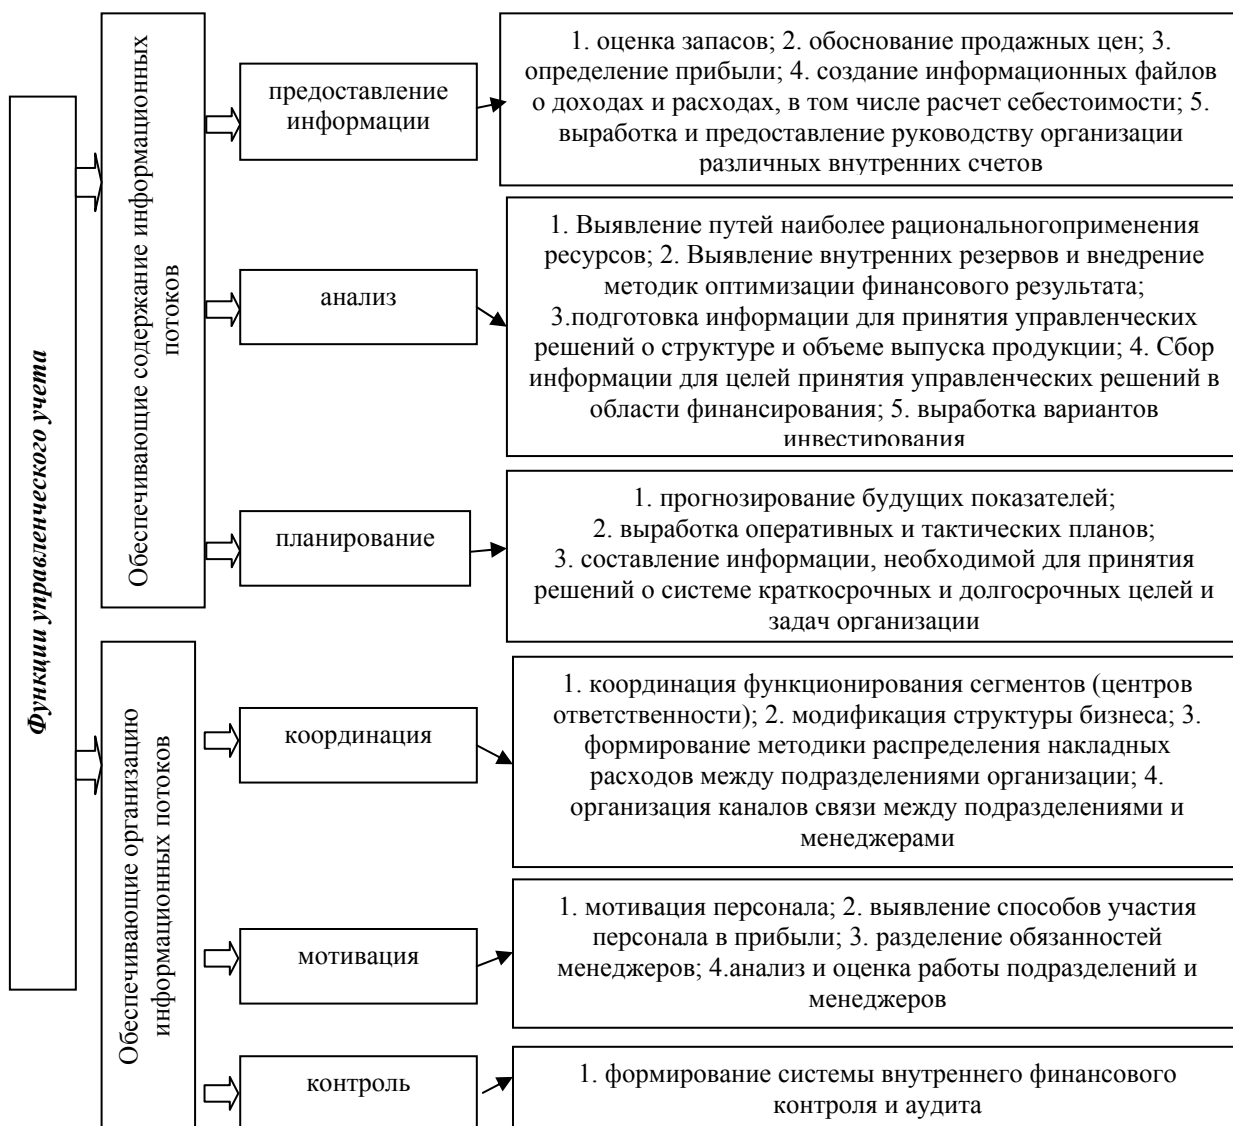 Функции управленческого учета
Обеспечивающие содержание информационных
потоков
предоставление
информации
1. оценка запасов; 2. обоснование продажных цен; 3.
определение прибыли; 4. создание информационных файлов
о доходах и расходах, в том числе расчет себестоимости; 5.
выработка и предоставление руководству организации
различных внутренних счетов
анализ
1. Выявление путей наиболее рациональногоприменения
ресурсов; 2. Выявление внутренних резервов и внедрение
методик оптимизации финансового результата;
3.подготовка информации для принятия управленческих
решений о структуре и объеме выпуска продукции; 4. Сбор
информации для целей принятия управленческих решений в
области финансирования; 5. выработка вариантов
инвестирования
планирование
1. прогнозирование будущих показателей;
2. выработка оперативных и тактических планов;
3. составление информации, необходимой для принятия
решений о системе краткосрочных и долгосрочных целей и
задач организации
Обеспечивающие организацию
информационных потоков
координация
1. координация функционирования сегментов (центров
ответственности); 2. модификация структуры бизнеса; 3.
формирование методики распределения накладных
расходов между подразделениями организации; 4.
организация каналов связи между подразделениями и
менеджерами
мотивация
1. мотивация персонала; 2. выявление способов участия
персонала в прибыли; 3. разделение обязанностей
менеджеров; 4.анализ и оценка работы подразделений и
менеджеров
контроль
1. формирование системы внутреннего финансового
контроля и аудита